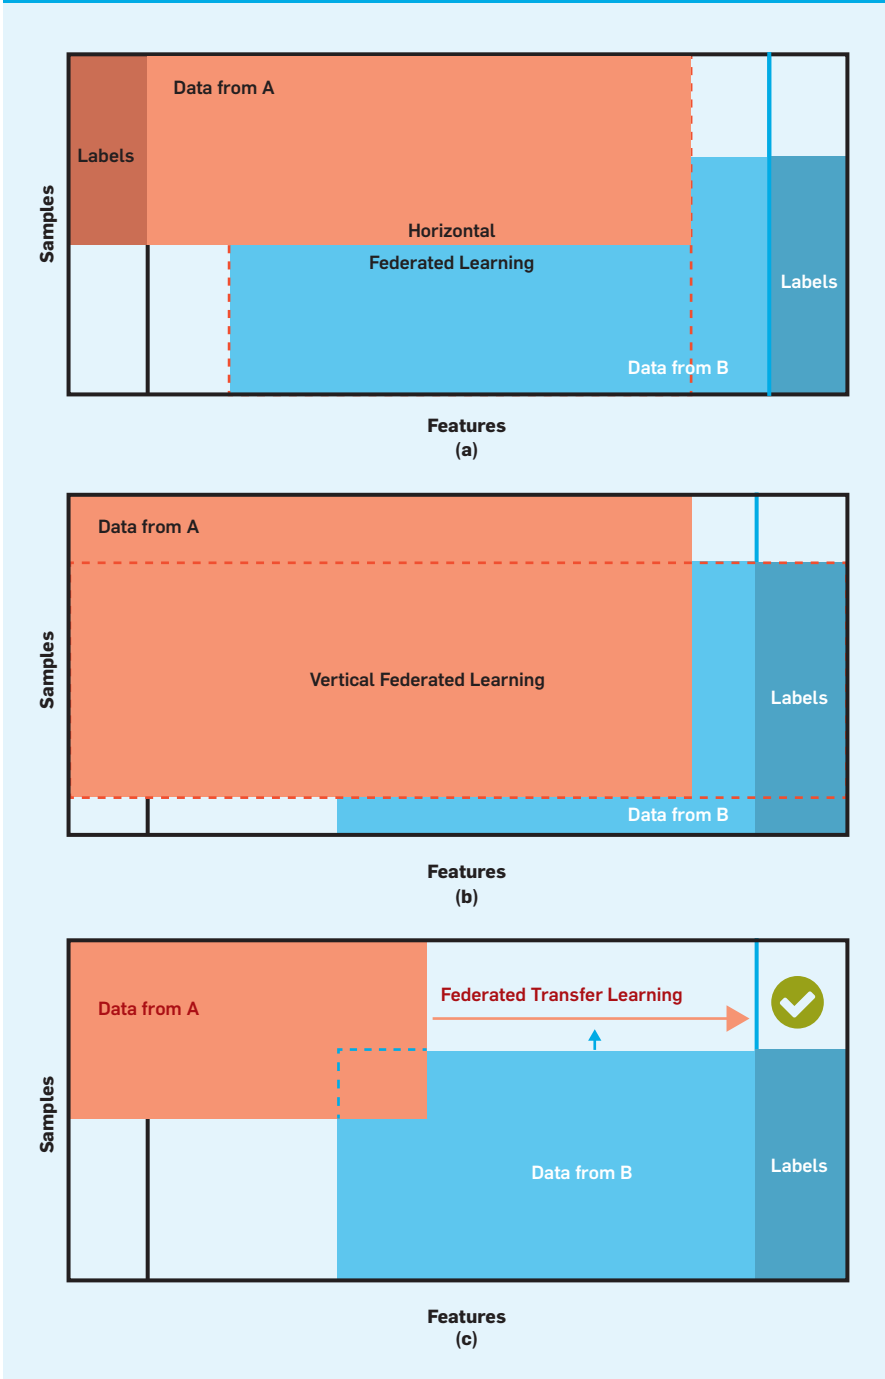 Data from A
Labels
Samples
Horizontal
Federated Learning
Labels
Data from B
Features
(a)
Data from A
Samples
Vertical Federated Learning
Labels
Data from B
Features
(b)
Federated Transfer Learning
Data from A
Samples
Data from B
Labels
Features
(c)